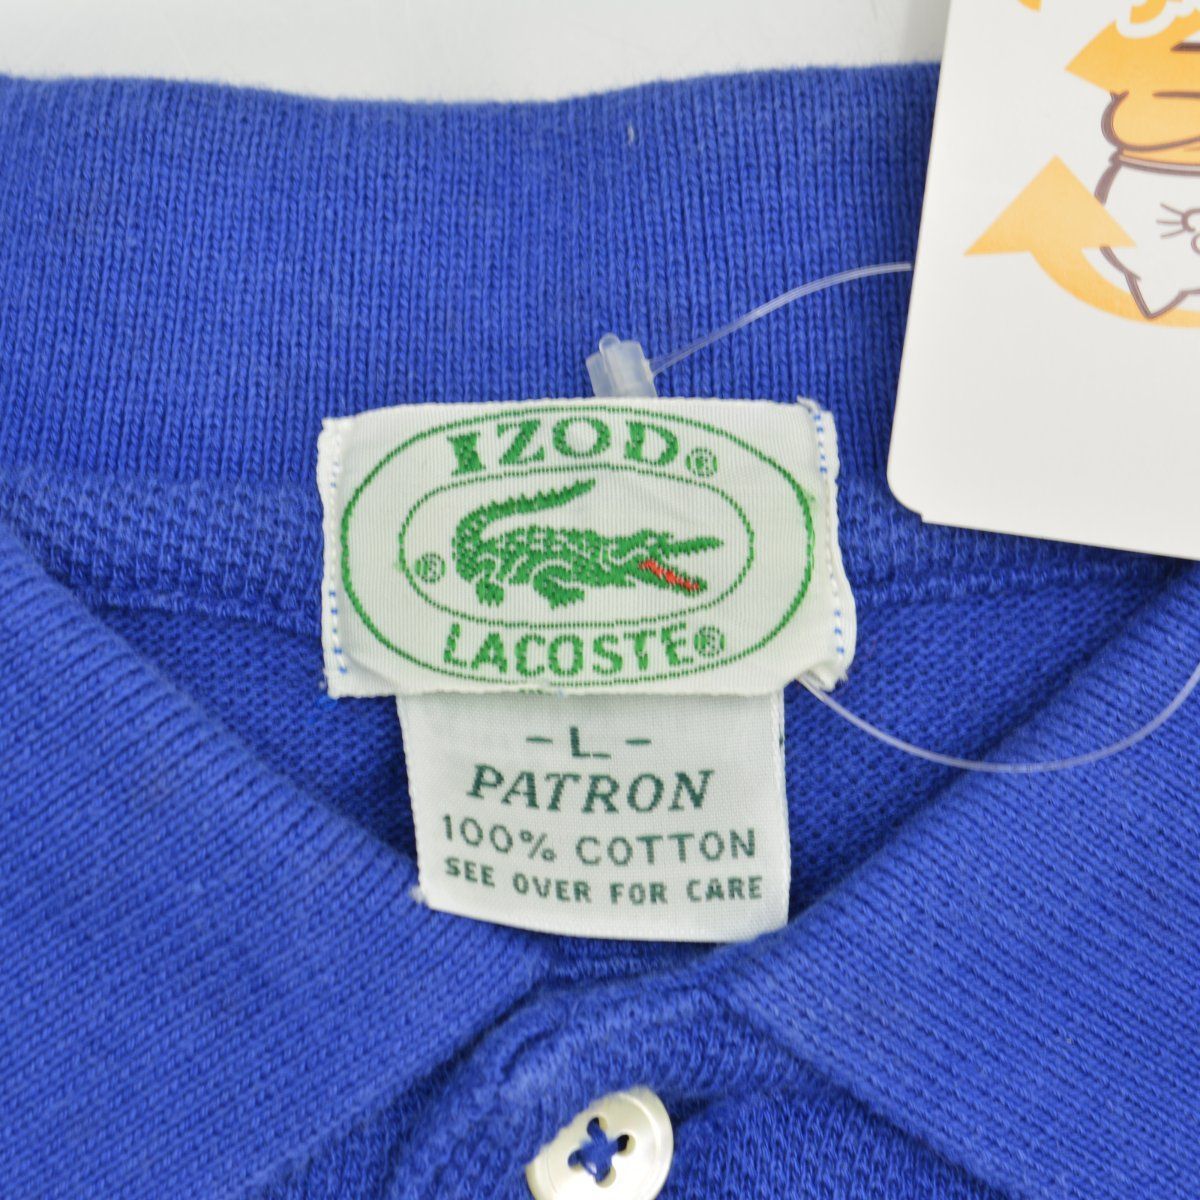 IZOD®
®
LACOSTE®
- L -
PATRON
100% COTTON
SEE OVER FOR CARE